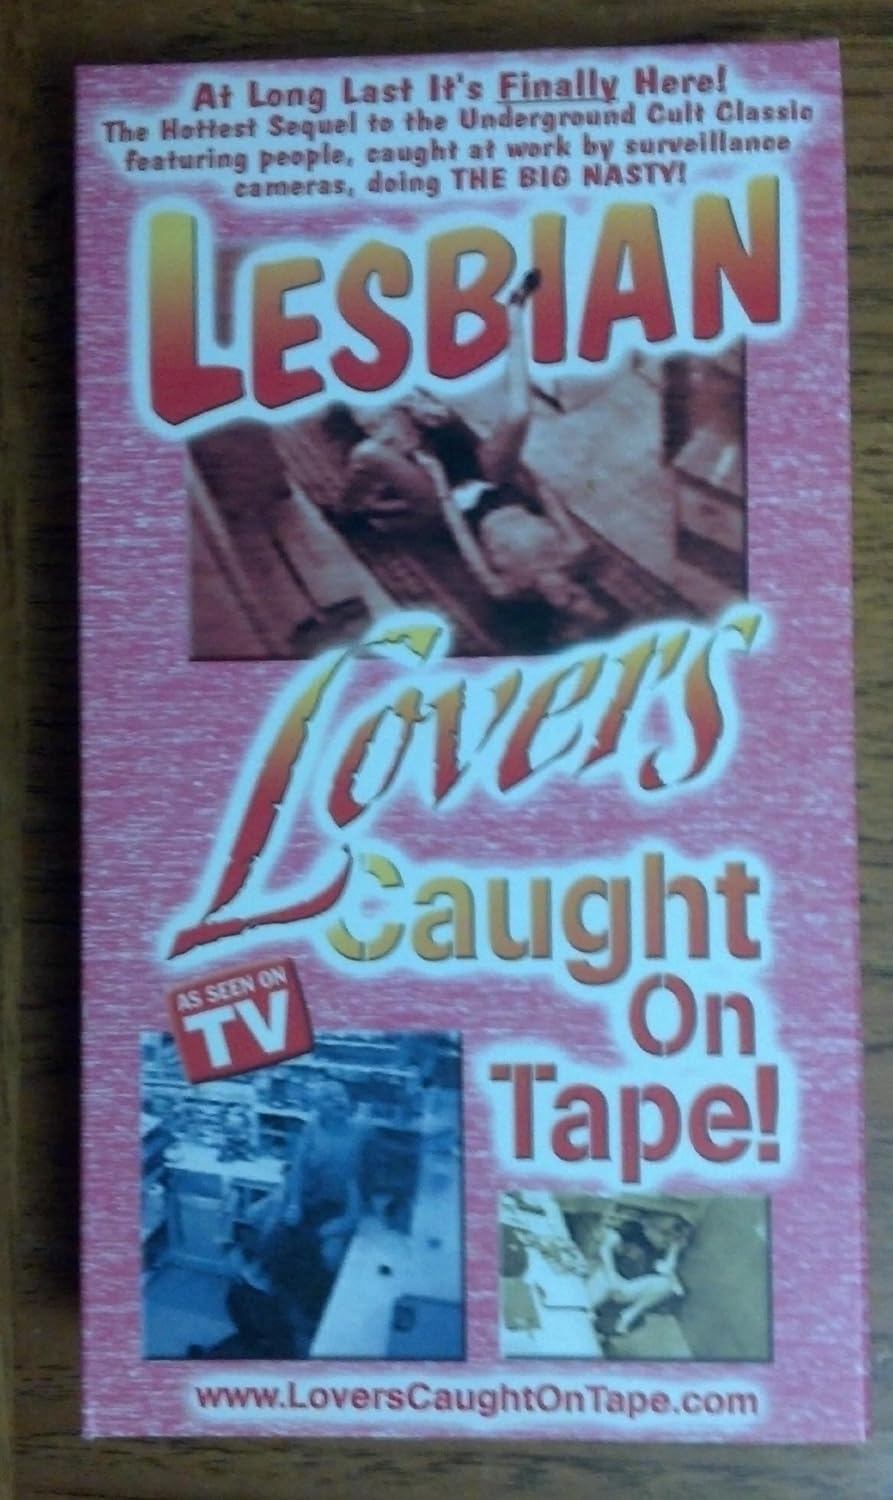 At Long Last It's Finally Here!
The Hottest Sequel to the Underground Cult Classic
featuring people, caught at work by surveillance
cameras, doing THE BIG NASTY!
LESBIAN
Lovers
Caught
On
Tape!
AS SEEN ON
TV
www.LoversCaughtOnTape.com